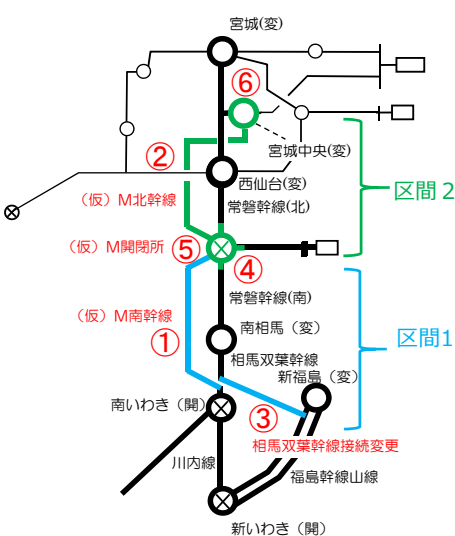 宮城(変)
⑥
宮城中央(変)
②
西仙台(変)
区間２
（仮）Ｍ北幹線
常磐幹線(北)
（仮）Ｍ開閉所
⑤
④
常磐幹線(南)
（仮）Ｍ南幹線
①
南相馬（変）
区間1
相馬双葉幹線
新福島（変）
南いわき（開）
③
相馬双葉幹線接続変更
川内線
福島幹線山線
新いわき（開）